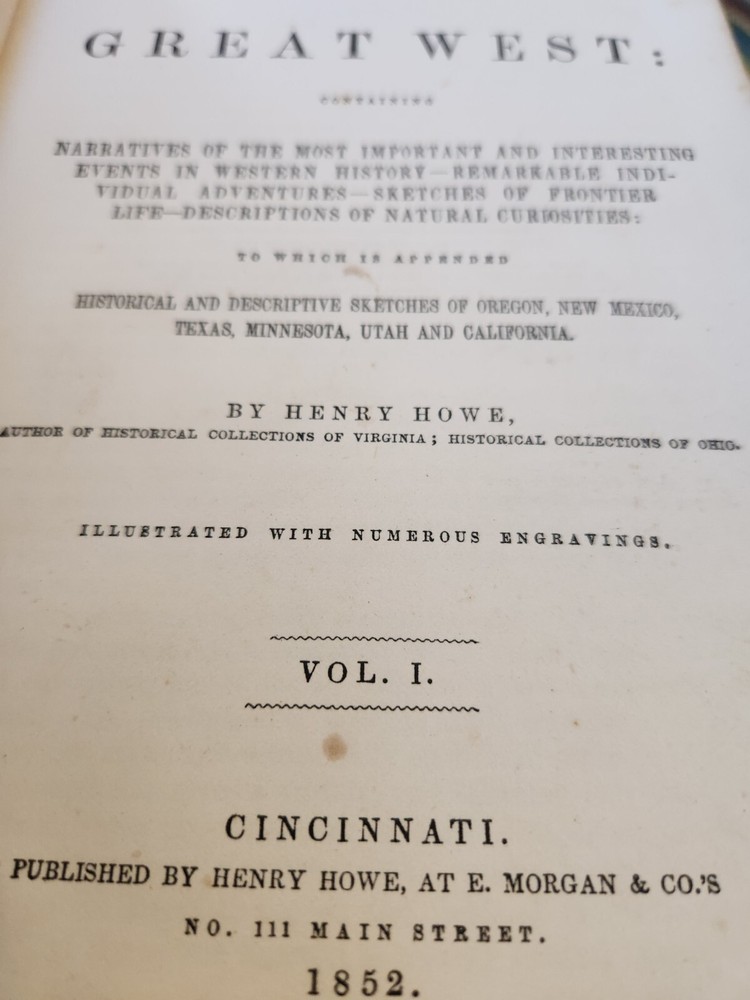 GREAT WEST:
CONTAINING
NARRATIVES OF THE MOST IMPORTANT AND INTERESTING
EVENTS IN WESTERN HISTORY—REMARKABLE INDI-
VIDUAL ADVENTURES—SKETCHES OF FRONTIER
LIFE—DESCRIPTIONS OF NATURAL CURIOSITIES:
TO WHICH IS APPENDED
HISTORICAL AND DESCRIPTIVE SKETCHES OF OREGON, NEW MEXICO,
TEXAS, MINNESOTA, UTAH AND CALIFORNIA.
BY HENRY HOWE,
AUTHOR OF HISTORICAL COLLECTIONS OF VIRGINIA; HISTORICAL COLLECTIONS OF OHIO.
ILLUSTRATED WITH NUMEROUS ENGRAVINGS.
VOL. I.
CINCINNATI.
PUBLISHED BY HENRY HOWE, AT E. MORGAN & CO.'S
NO. 111 MAIN STREET.
1852.